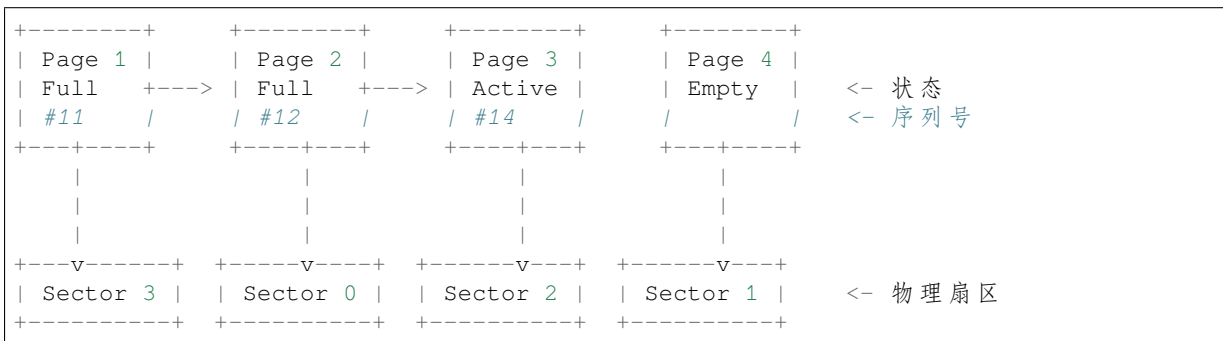 +--------+       +--------+       +--------+       +--------+
| Page 1 |       | Page 2 |       | Page 3 |       | Page 4 |
| Full   +---> | Full   +---> | Active |       | Empty  |   <- 状态
| #11    |       | #12    |       | #14    |       |        |   <- 序列号
+---+----+       +----+---+       +----+---+       +---+----+
|                |                |                |
|                |                |                |
|                |                |                |
+---v------+   +-----v----+   +------v---+   +------v---+
| Sector 3 |   | Sector 0 |   | Sector 2 |   | Sector 1 |   <- 物理扇区
+----------+   +----------+   +----------+   +----------+